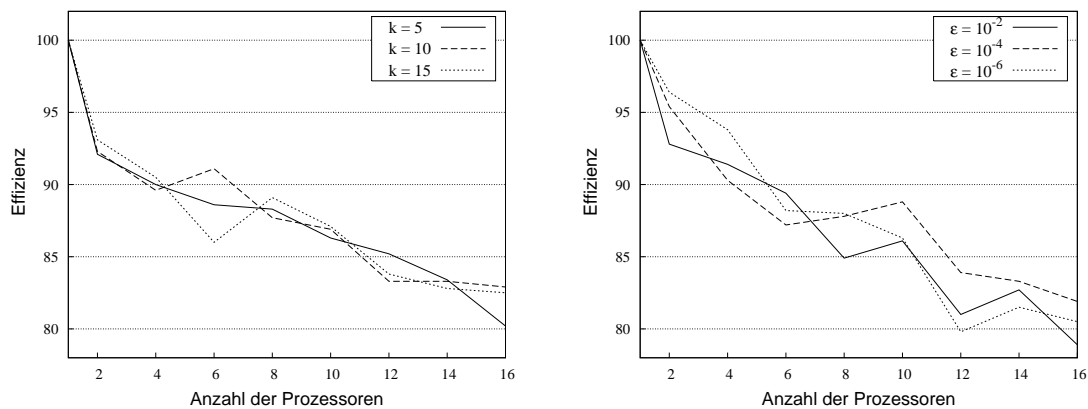 k = 5
k = 10
k = 15
100
95
90
85
80
Effizienz
2 4 6 8 10 12 14 16
Anzahl der Prozessoren
ε = 10⁻²
ε = 10⁻⁴
ε = 10⁻⁶
100
95
90
85
80
Effizienz
2 4 6 8 10 12 14 16
Anzahl der Prozessoren